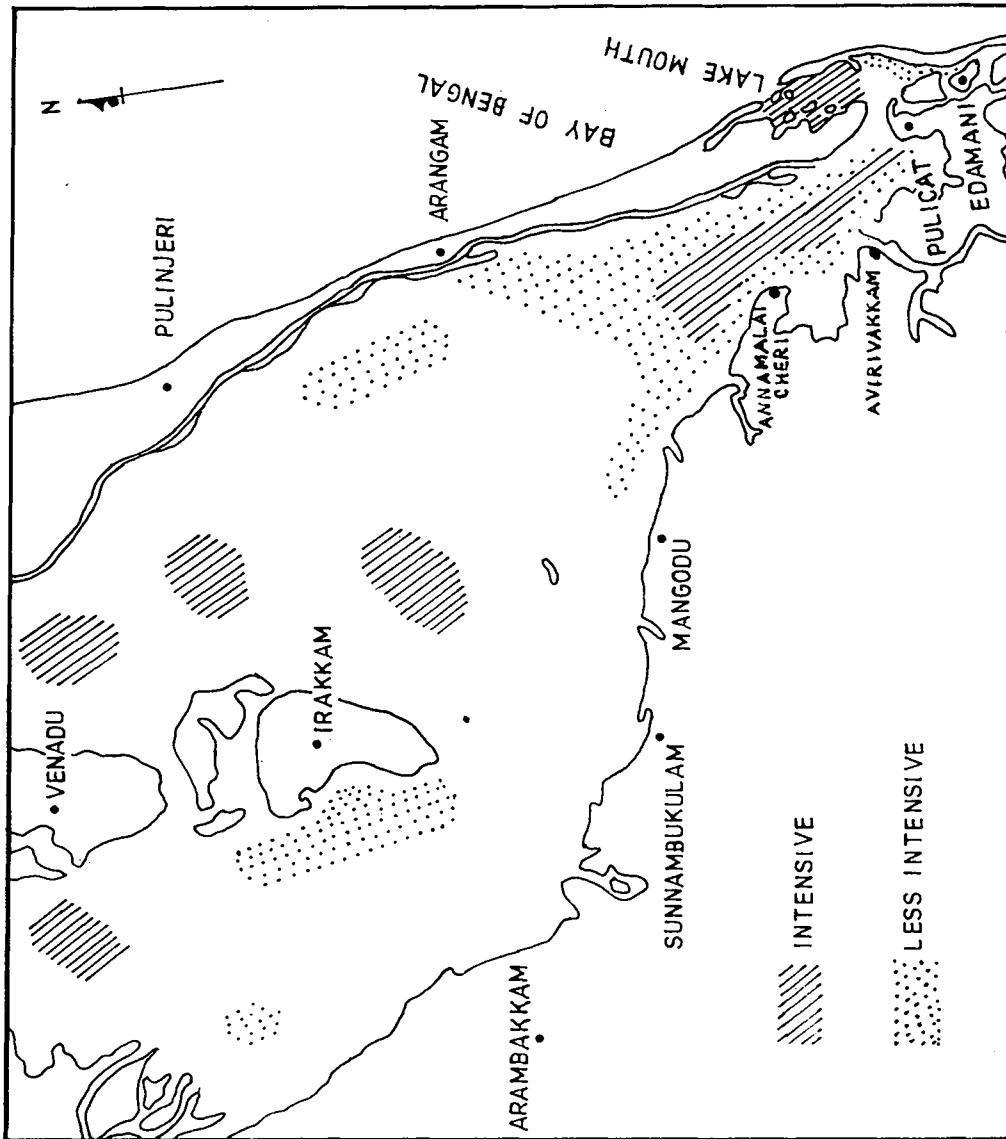 N
BAY OF BENGAL
LAKE MOUTH
PULINJERI
ARANGAM
VENADU
IRAKKAM
PULICAT
EDAMANI
ANNAMALAI
CHERI
AVIRIVAKKAM
MANGODU
SUNNAMBUKULAM
ARAMBAKKAM
INTENSIVE
LESS INTENSIVE